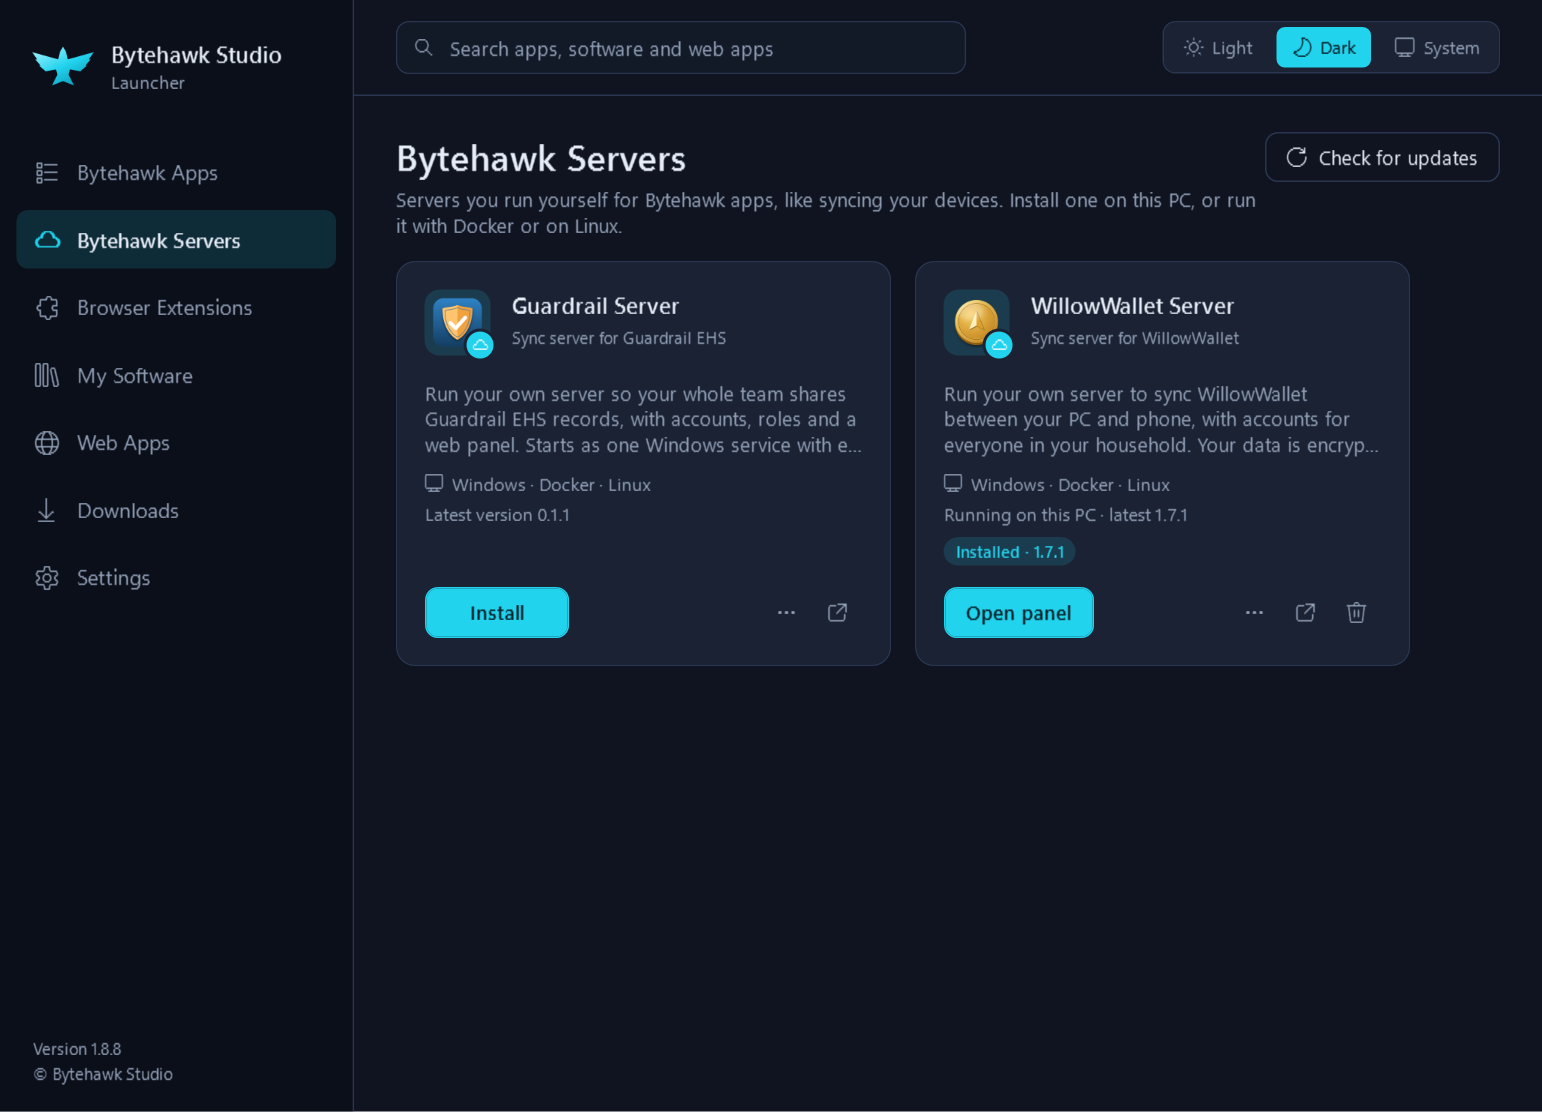 Bytehawk Studio
Launcher
Bytehawk Apps
Bytehawk Servers
Browser Extensions
My Software
Web Apps
Downloads
Settings
Version 1.8.8
© Bytehawk Studio
Search apps, software and web apps
Light
Dark
System
Bytehawk Servers
Check for updates
Servers you run yourself for Bytehawk apps, like syncing your devices. Install one on this PC, or run
it with Docker or on Linux.
Guardrail Server
Sync server for Guardrail EHS
Run your own server so your whole team shares
Guardrail EHS records, with accounts, roles and a
web panel. Starts as one Windows service with e...
Windows · Docker · Linux
Latest version 0.1.1
Install
WillowWallet Server
Sync server for WillowWallet
Run your own server to sync WillowWallet
between your PC and phone, with accounts for
everyone in your household. Your data is encryp...
Windows · Docker · Linux
Running on this PC · latest 1.7.1
Installed · 1.7.1
Open panel